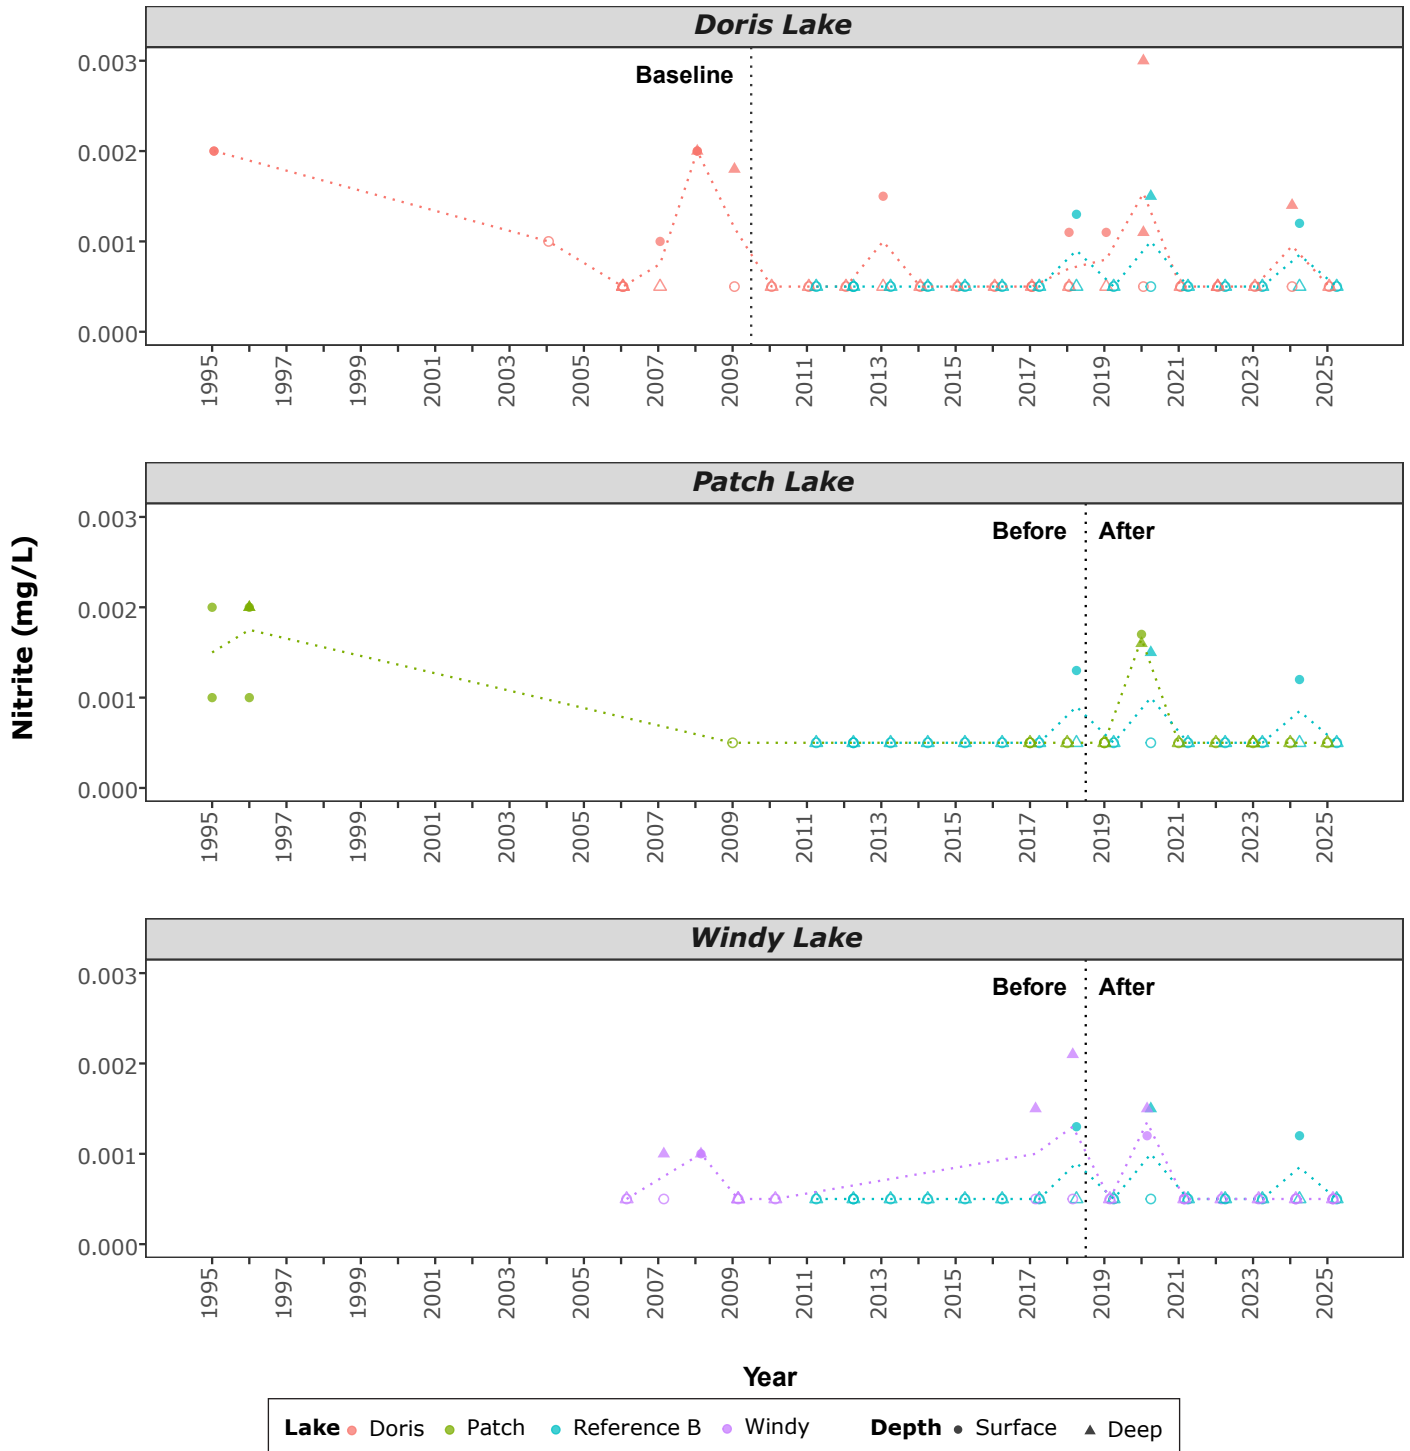 Doris Lake
0.003
0.002
0.001
0.000
Baseline
1995 1997 1999 2001 2003 2005 2007 2009 2011 2013 2015 2017 2019 2021 2023 2025
Patch Lake
0.003
0.002
0.001
0.000
Before After
1995 1997 1999 2001 2003 2005 2007 2009 2011 2013 2015 2017 2019 2021 2023 2025
Nitrite (mg/L)
Windy Lake
0.003
0.002
0.001
0.000
Before After
1995 1997 1999 2001 2003 2005 2007 2009 2011 2013 2015 2017 2019 2021 2023 2025
Year
Lake Doris Patch Reference B Windy Depth Surface Deep